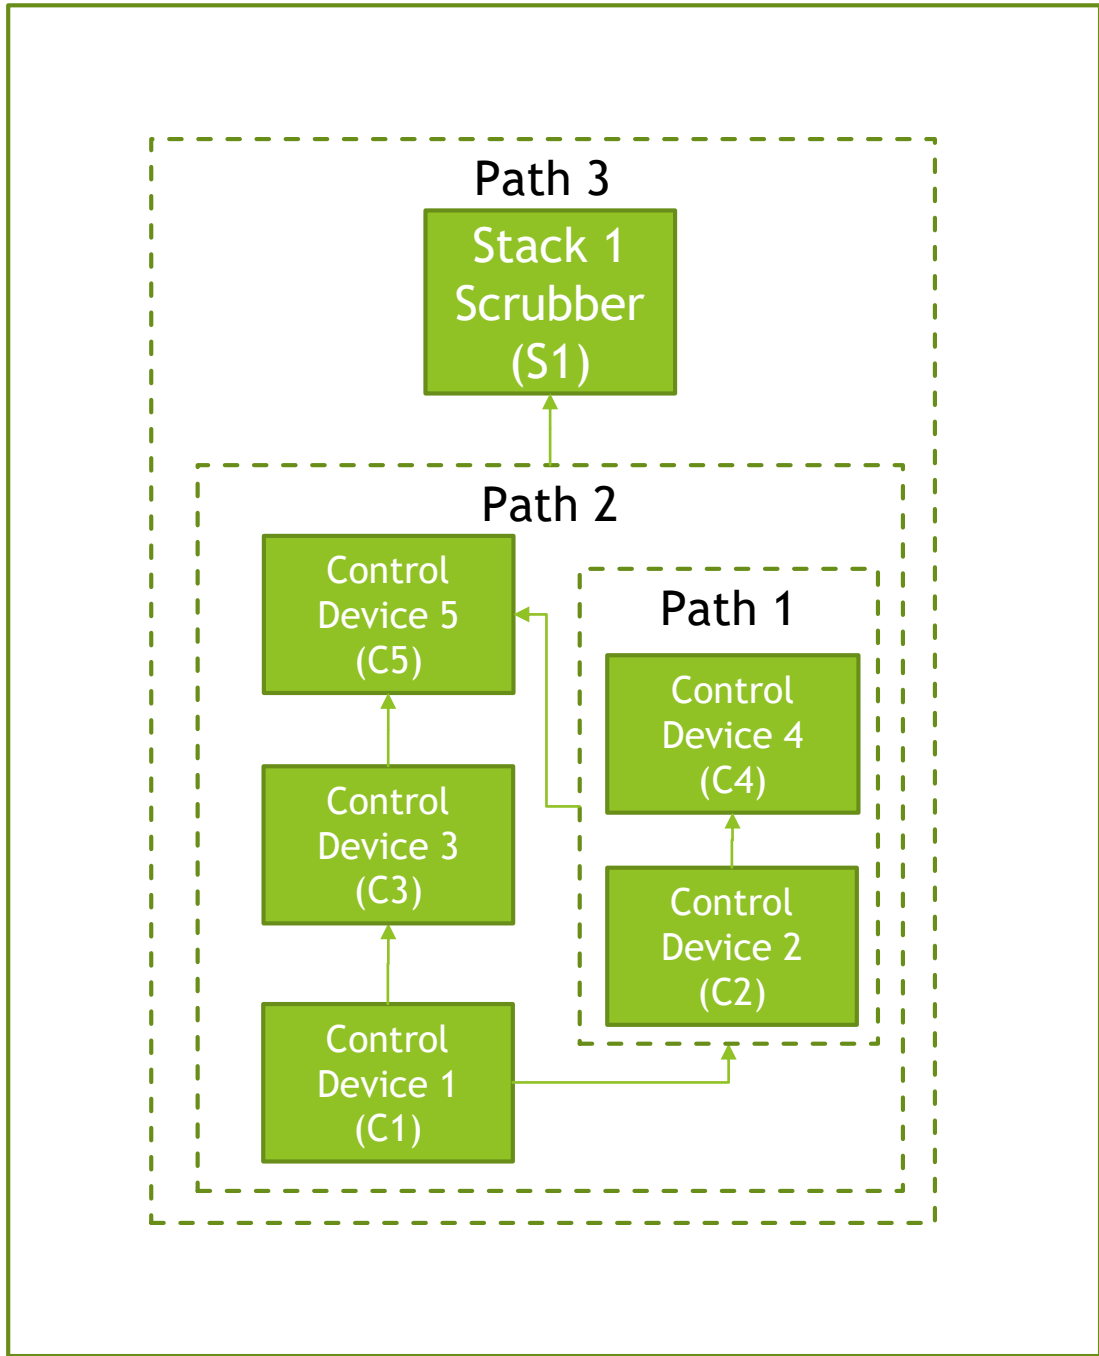 Path 3
Stack 1
Scrubber
(S1)
Path 2
Control
Device 5
(C5)
Path 1
Control
Device 4
(C4)
Control
Device 3
(C3)
Control
Device 2
(C2)
Control
Device 1
(C1)